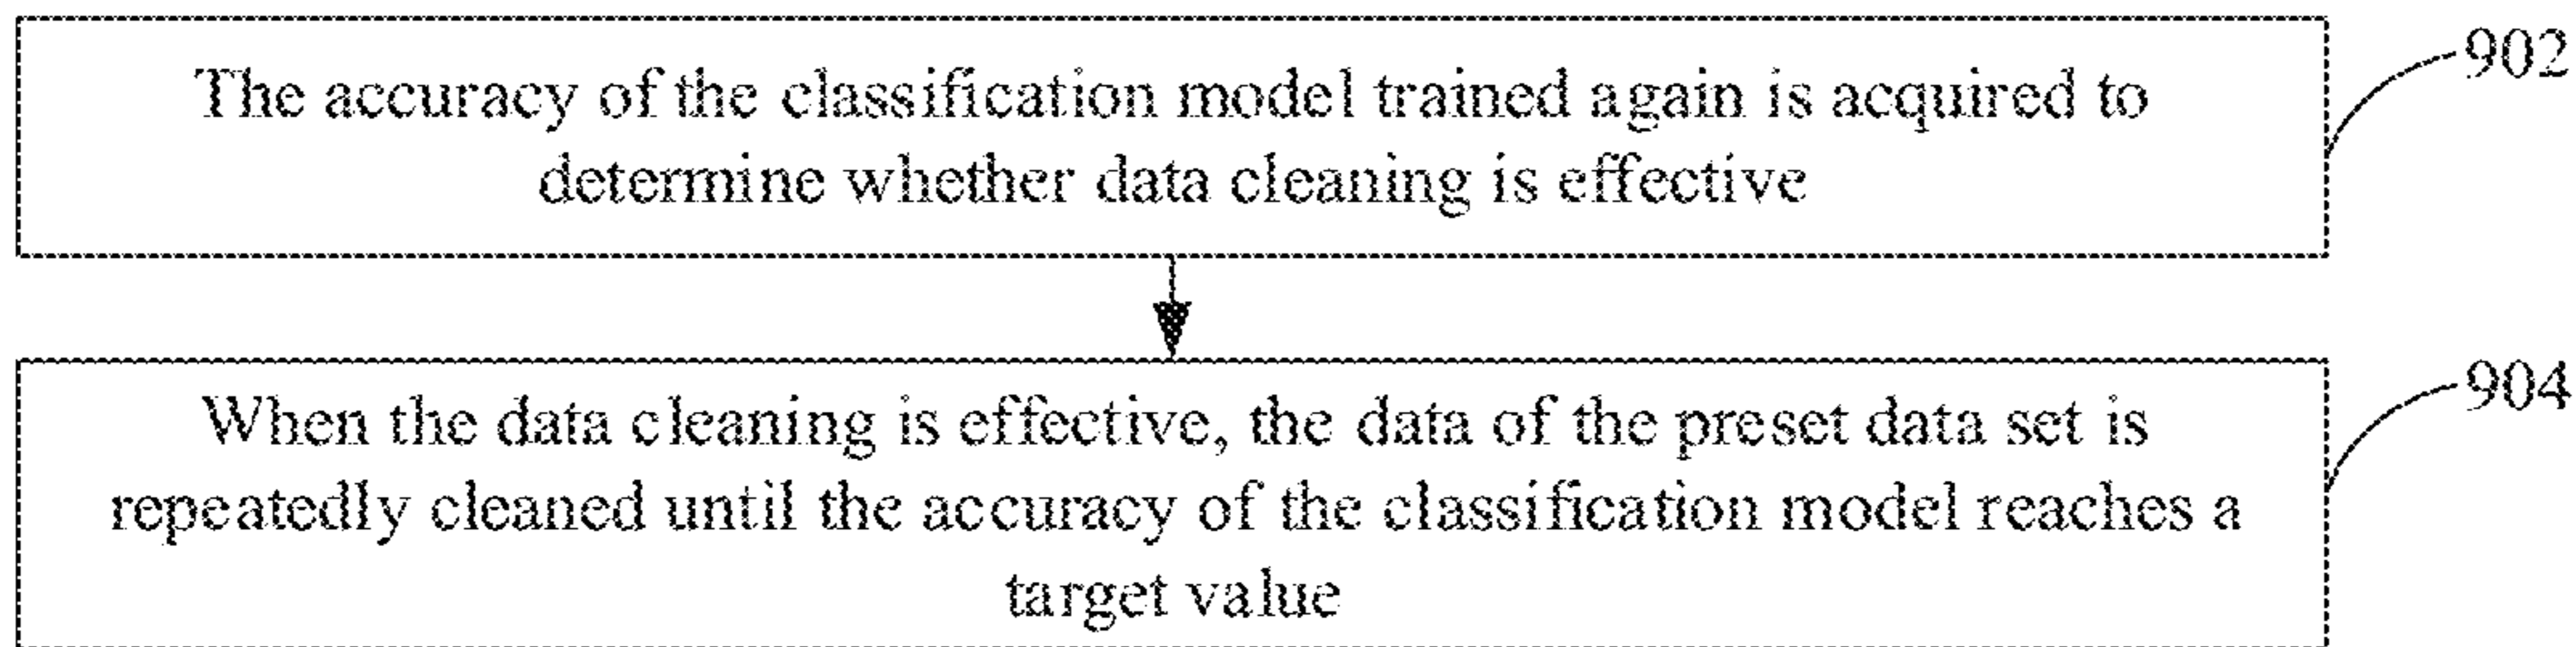 The accuracy of the classification model trained again is acquired to
determine whether data cleaning is effective
902
When the data cleaning is effective, the data of the preset data set is
repeatedly cleaned until the accuracy of the classification model reaches a
target value
904